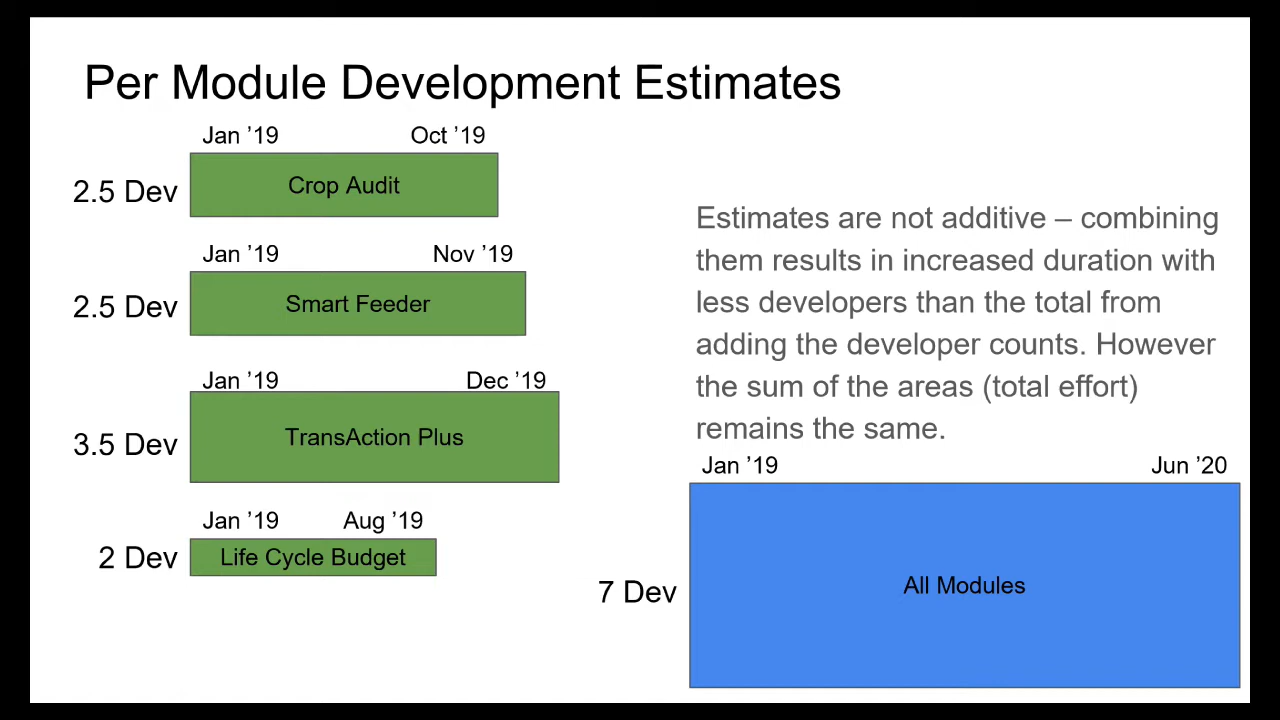 Per Module Development Estimates
Jan ’19
Oct ’19
2.5 Dev
Crop Audit
Jan ’19
Nov ’19
2.5 Dev
Smart Feeder
Jan ’19
Dec ’19
3.5 Dev
TransAction Plus
Jan ’19
Aug ’19
2 Dev
Life Cycle Budget
Estimates are not additive – combining
them results in increased duration with
less developers than the total from
adding the developer counts. However
the sum of the areas (total effort)
remains the same.
Jan ’19
Jun ’20
7 Dev
All Modules